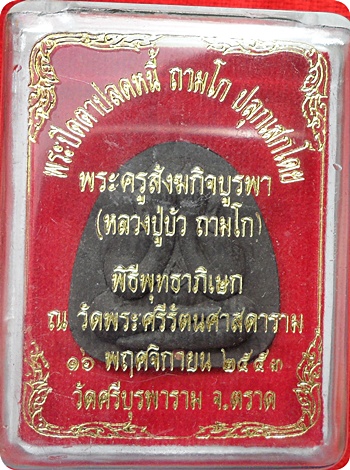 พระปิดตาปลดหนี้ ถามโก ปลุกเสกโดย
พระครูสังฆกิจบูรพา
(หลวงปู่บัว ถามโก)
พิธีพุทธาภิเษก
ณ วัดพระศรีรัตนศาสดาราม
๑๖ พฤศจิกายน ๒๕๕๓
วัดศรีบุรพาราม จ.ตราด